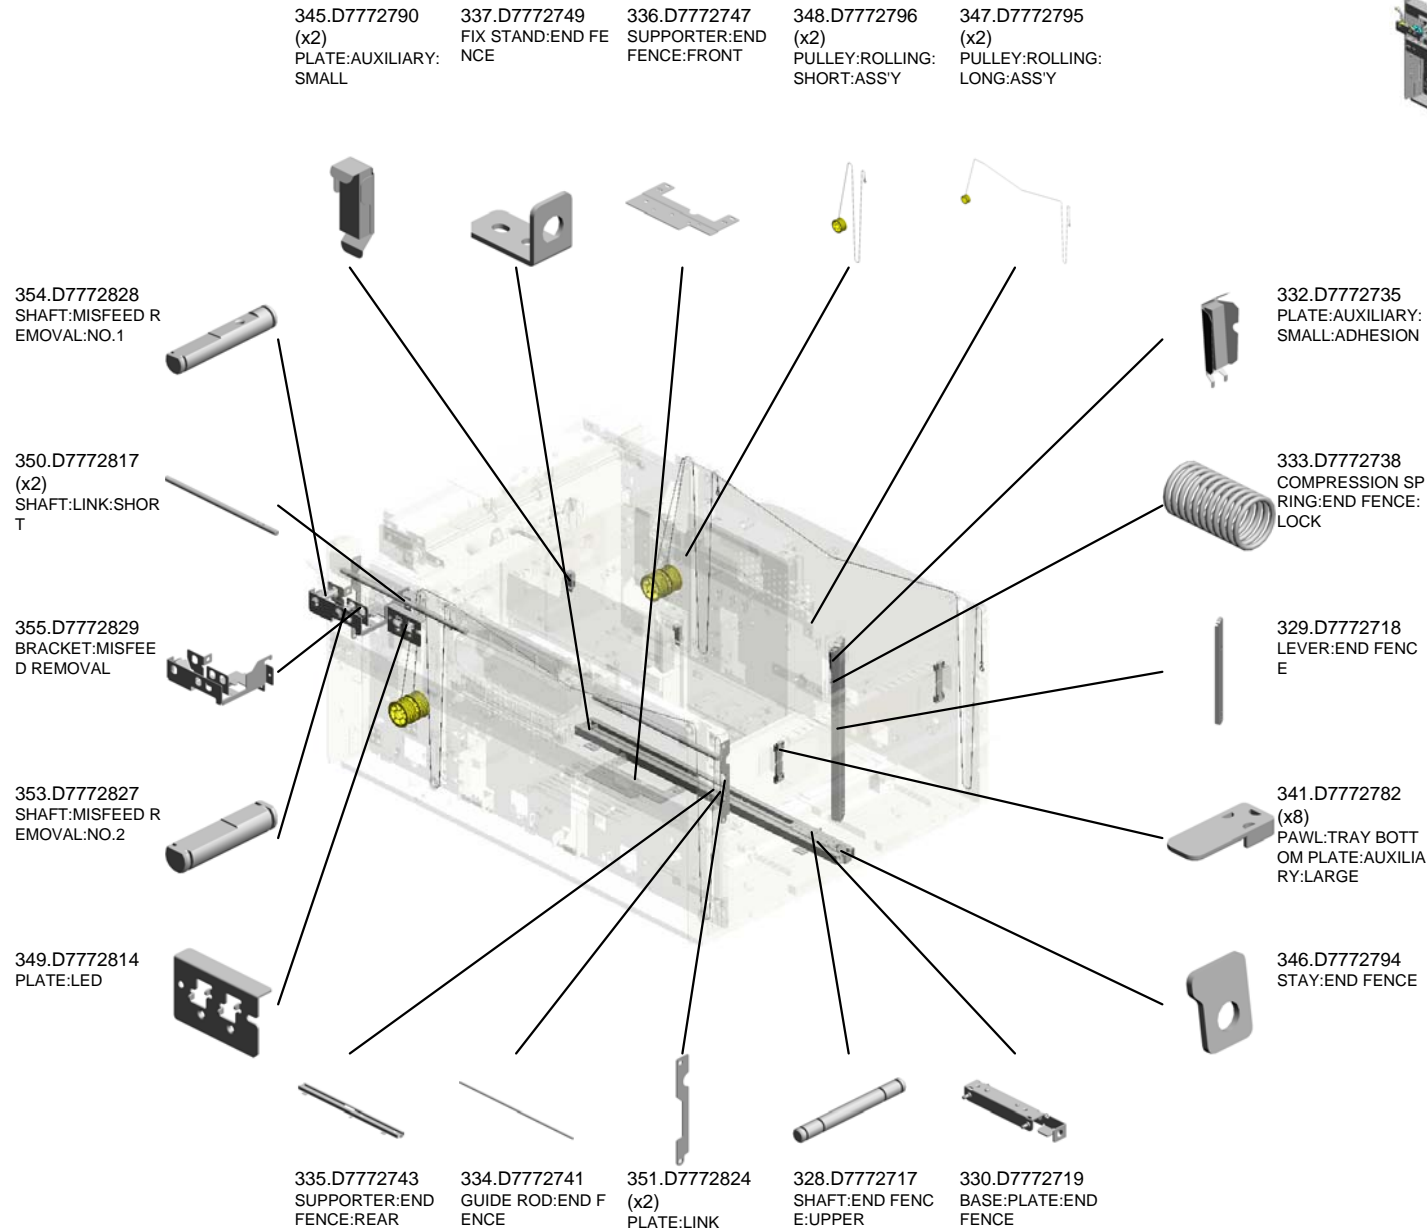 345.D7772790
(x2)
PLATE:AUXILIARY:
SMALL
337.D7772749
FIX STAND:END FE
NCE
336.D7772747
SUPPORTER:END
FENCE:FRONT
348.D7772796
(x2)
PULLEY:ROLLING:
SHORT:ASS'Y
347.D7772795
(x2)
PULLEY:ROLLING:
LONG:ASS'Y
354.D7772828
SHAFT:MISFEED R
EMOVAL:NO.1
332.D7772735
PLATE:AUXILIARY:
SMALL:ADHESION
350.D7772817
(x2)
SHAFT:LINK:SHOR
T
333.D7772738
COMPRESSION SP
RING:END FENCE:
LOCK
355.D7772829
BRACKET:MISFEE
D REMOVAL
329.D7772718
LEVER:END FENC
E
353.D7772827
SHAFT:MISFEED R
EMOVAL:NO.2
341.D7772782
(x8)
PAWL:TRAY BOTT
OM PLATE:AUXILIA
RY:LARGE
349.D7772814
PLATE:LED
346.D7772794
STAY:END FENCE
335.D7772743
SUPPORTER:END
FENCE:REAR
334.D7772741
GUIDE ROD:END F
ENCE
351.D7772824
(x2)
PLATE:LINK
328.D7772717
SHAFT:END FENC
E:UPPER
330.D7772719
BASE:PLATE:END
FENCE